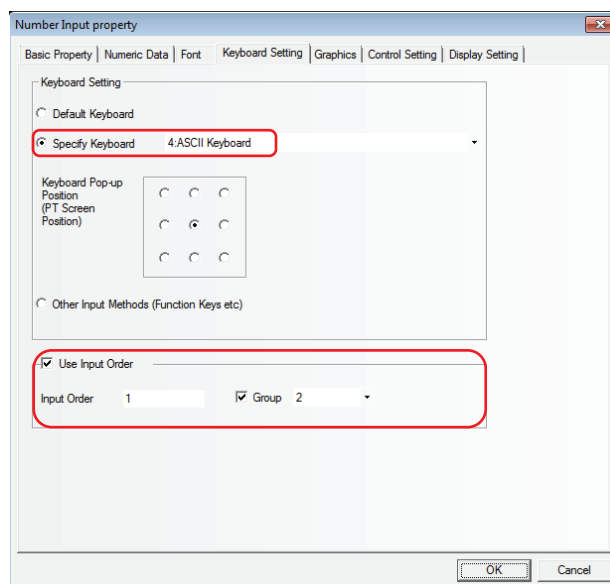 Number Input property
Basic Property Numeric Data Font Keyboard Setting Graphics Control Setting Display Setting
Keyboard Setting
Default Keyboard
Specify Keyboard 4:ASCII Keyboard
Keyboard Pop-up
Position
(PT Screen
Position)
Other Input Methods (Function Keys etc)
Use Input Order
Input Order 1 Group 2
OK Cancel